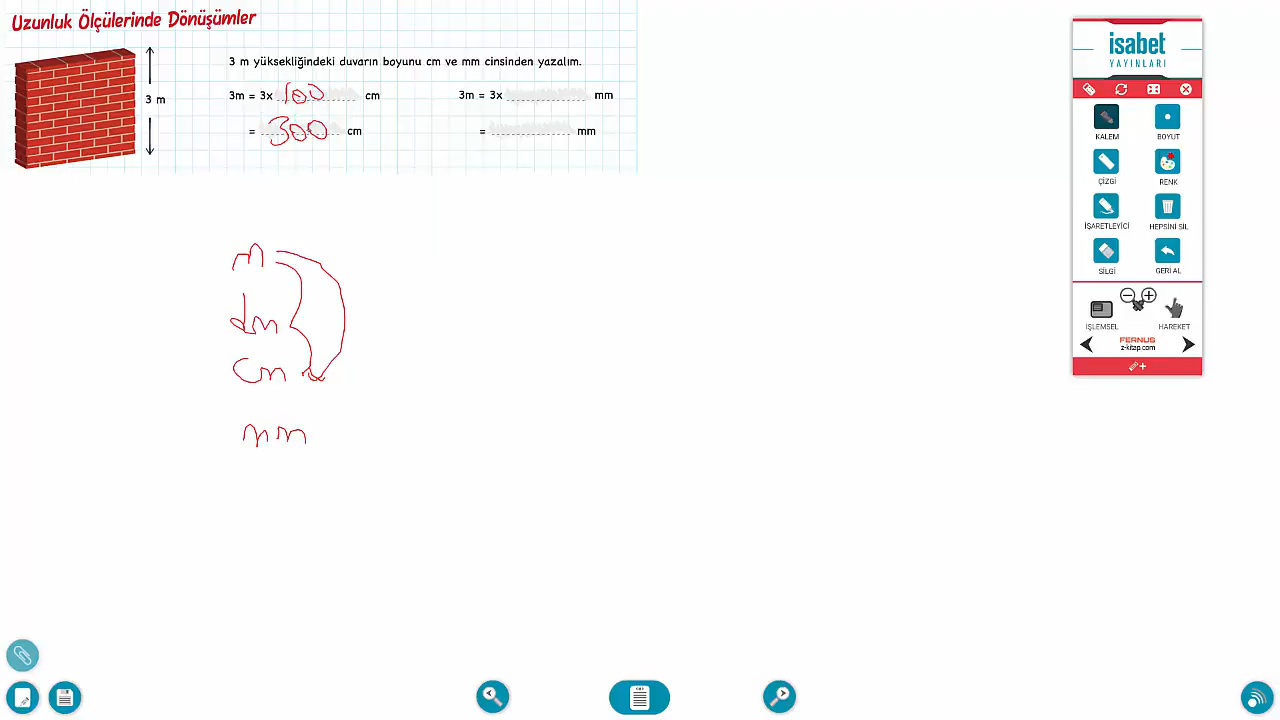 Uzunluk Ölçülerinde Dönüşümler
3 m yüksekliğindeki duvarın boyunu cm ve mm cinsinden yazalım.
3 m
3m = 3x 100 cm
= 300 cm
3m = 3x mm
= mm
m
dm
cm
mm
isabet
YAYINLARI
KALEM
BOYUT
ÇİZGİ
RENK
İŞARETLEYİCİ
HEPSİNİ SİL
SİLGİ
GERİ AL
İŞLEMSEL
HAREKET
FERNUS
z-kitap.com